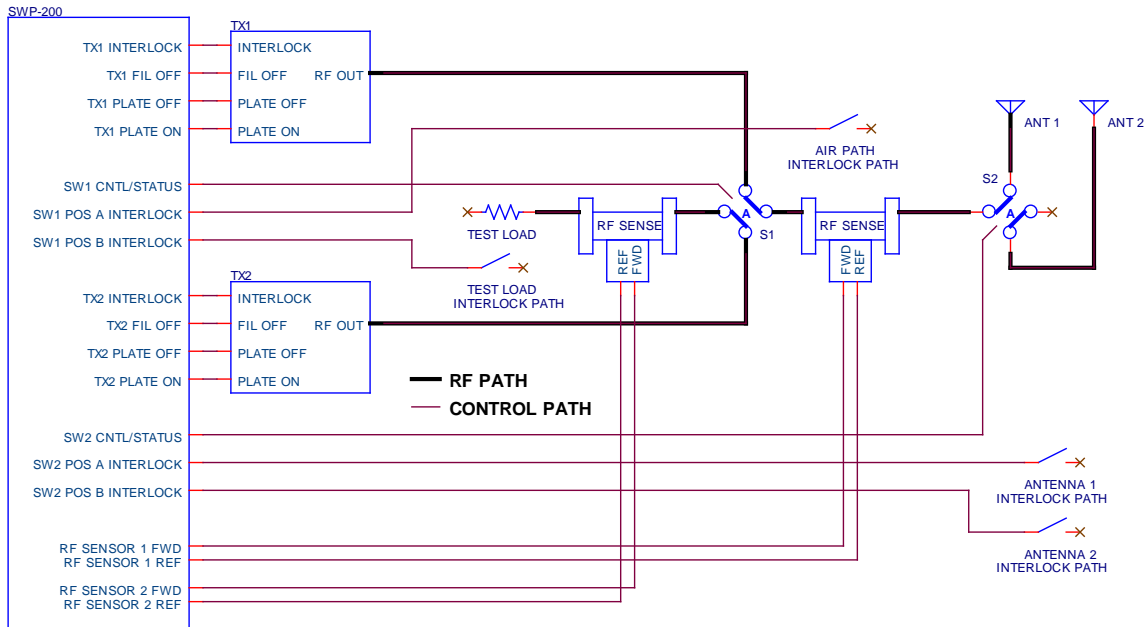 SWP-200
TX1 INTERLOCK
TX1 FIL OFF
TX1 PLATE OFF
TX1 PLATE ON
SW1 CNTL/STATUS
SW1 POS A INTERLOCK
SW1 POS B INTERLOCK
TX2 INTERLOCK
TX2 FIL OFF
TX2 PLATE OFF
TX2 PLATE ON
SW2 CNTL/STATUS
SW2 POS A INTERLOCK
SW2 POS B INTERLOCK
RF SENSOR 1 FWD
RF SENSOR 1 REF
RF SENSOR 2 FWD
RF SENSOR 2 REF
TX1
INTERLOCK
FIL OFF
RF OUT
PLATE OFF
PLATE ON
TX2
INTERLOCK
FIL OFF
RF OUT
PLATE OFF
PLATE ON
AIR PATH
INTERLOCK PATH
TEST LOAD
TEST LOAD
INTERLOCK PATH
RF SENSE
REF
FWD
A
S1
RF SENSE
FWD
REF
ANT 1
ANT 2
S2
A
RF PATH
CONTROL PATH
ANTENNA 1
INTERLOCK PATH
ANTENNA 2
INTERLOCK PATH